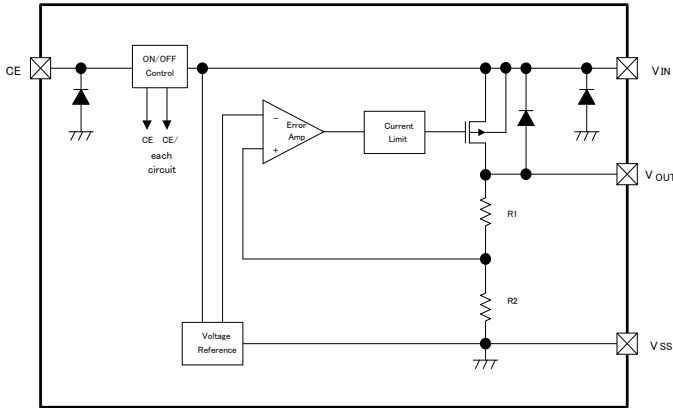 CE
ON/OFF
Control
VIN
CE CE/
each
circuit
−
+
Error
Amp
Current
Limit
VOUT
R1
R2
Voltage
Reference
VSS